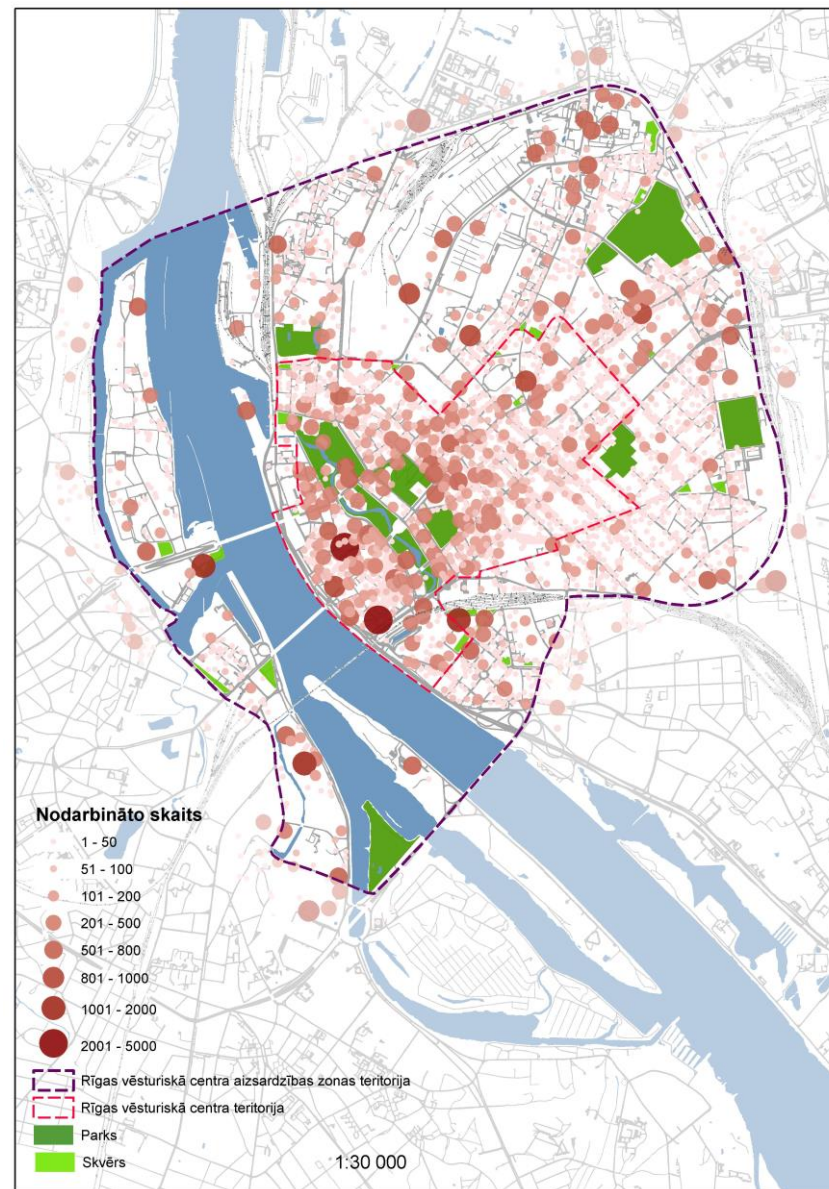 Nodarbināto skaits
1 - 50
51 - 100
101 - 200
201 - 500
501 - 800
801 - 1000
1001 - 2000
2001 - 5000
Rīgas vēsturiskā centra aizsardzības zonas teritorija
Rīgas vēsturiskā centra teritorija
Parks
Skvērs
1:30 000